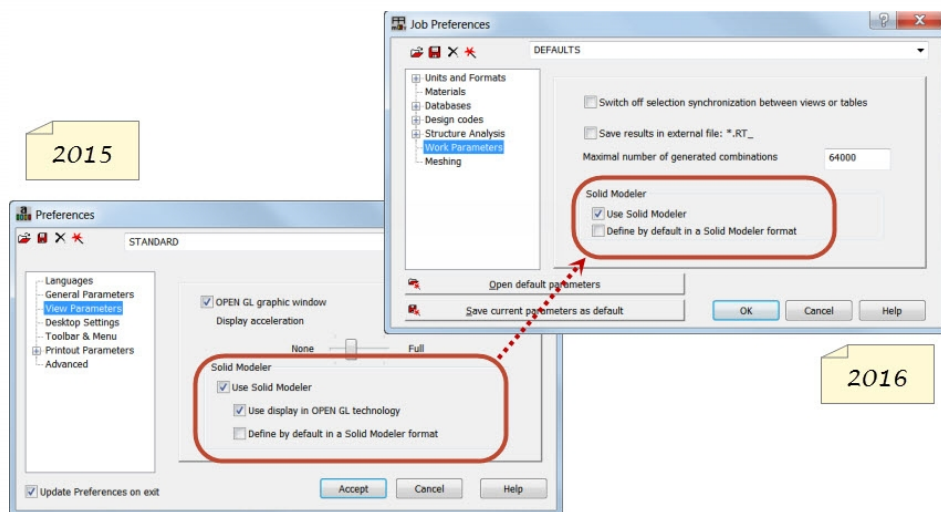 Job Preferences
DEFAULTS
Units and Formats
Materials
Databases
Design codes
Structure Analysis
Work Parameters
Meshing
Switch off selection synchronization between views or tables
Save results in external file: *.RT_
Maximal number of generated combinations 64000
Solid Modeler
Use Solid Modeler
Define by default in a Solid Modeler format
Open default parameters
Save current parameters as default
OK Cancel Help
2015
2016
Preferences
STANDARD
Languages
General Parameters
View Parameters
Desktop Settings
Toolbar & Menu
Printout Parameters
Advanced
OPEN GL graphic window
Display acceleration
None Full
Solid Modeler
Use Solid Modeler
Use display in OPEN GL technology
Define by default in a Solid Modeler format
Update Preferences on exit
Accept Cancel Help